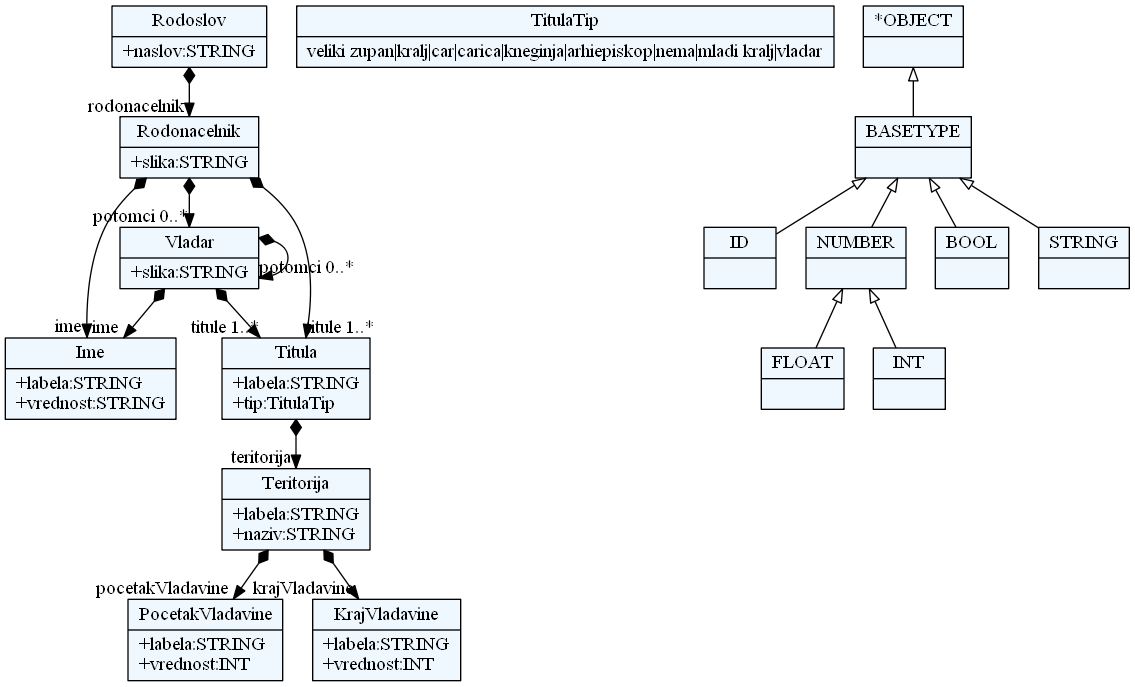 Rodoslov
+naslov:STRING
TitulaTip
veliki zupan|kralj|car|carica|kneginja|arhiepiskop|nema|mladi kralj|vladar
*OBJECT
rodonacelnik
Rodonacelnik
+slika:STRING
BASETYPE
potomci 0..*
Vladar
+slika:STRING
potomci 0..*
ID
NUMBER
BOOL
STRING
ime
ime
titule 1..*
titule 1..*
Ime
+labela:STRING
+vrednost:STRING
Titula
+labela:STRING
+tip:TitulaTip
FLOAT
INT
teritorija
Teritorija
+labela:STRING
+naziv:STRING
pocetakVladavine
krajVladavine
PocetakVladavine
+labela:STRING
+vrednost:INT
KrajVladavine
+labela:STRING
+vrednost:INT